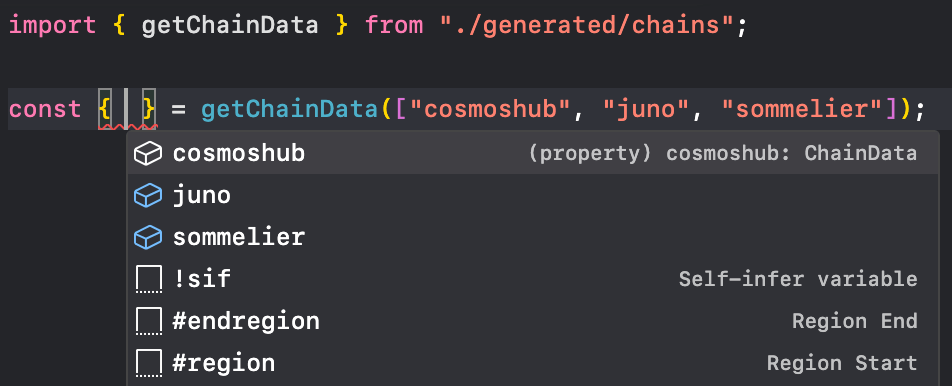 import { getChainData } from "./generated/chains";
const { } = getChainData(["cosmoshub", "juno", "sommelier"]);
cosmoshub (property) cosmoshub: ChainData
juno
sommelier
!sif Self-infer variable
#endregion Region End
#region Region Start